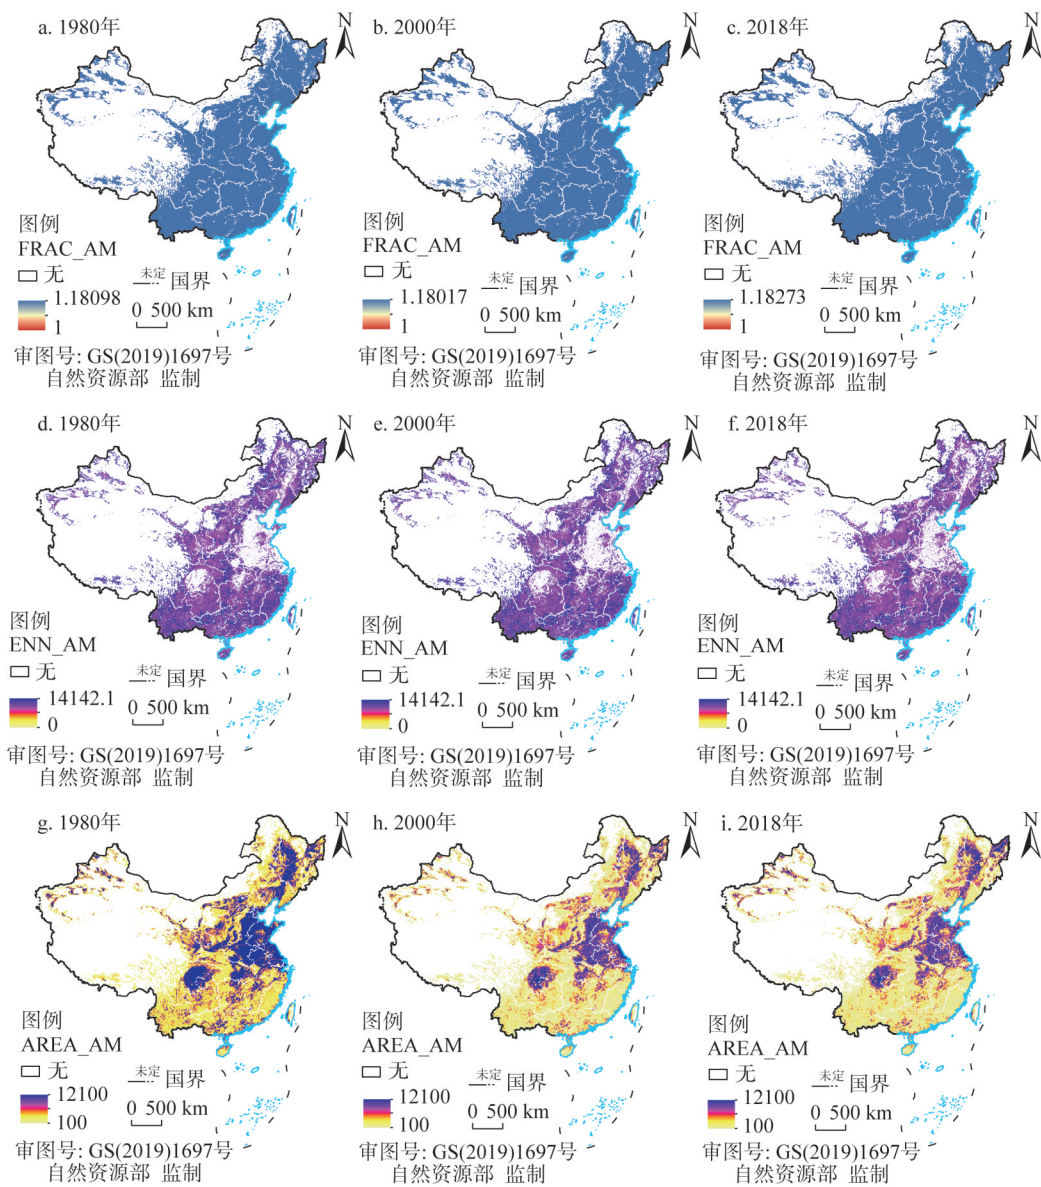 a. 1980年
N
图例
FRAC_AM
无
未定 国界
1.18098
1
0 500 km
审图号: GS(2019)1697号
自然资源部 监制
b. 2000年
N
图例
FRAC_AM
无
未定 国界
1.18017
1
0 500 km
审图号: GS(2019)1697号
自然资源部 监制
c. 2018年
N
图例
FRAC_AM
无
未定 国界
1.18273
1
0 500 km
审图号: GS(2019)1697号
自然资源部 监制
d. 1980年
N
图例
ENN_AM
无
未定 国界
14142.1
0
0 500 km
审图号: GS(2019)1697号
自然资源部 监制
e. 2000年
N
图例
ENN_AM
无
未定 国界
14142.1
0
0 500 km
审图号: GS(2019)1697号
自然资源部 监制
f. 2018年
N
图例
ENN_AM
无
未定 国界
14142.1
0
0 500 km
审图号: GS(2019)1697号
自然资源部 监制
g. 1980年
N
图例
AREA_AM
无
未定 国界
12100
100
0 500 km
审图号: GS(2019)1697号
自然资源部 监制
h. 2000年
N
图例
AREA_AM
无
未定 国界
12100
100
0 500 km
审图号: GS(2019)1697号
自然资源部 监制
i. 2018年
N
图例
AREA_AM
无
未定 国界
12100
100
0 500 km
审图号: GS(2019)1697号
自然资源部 监制